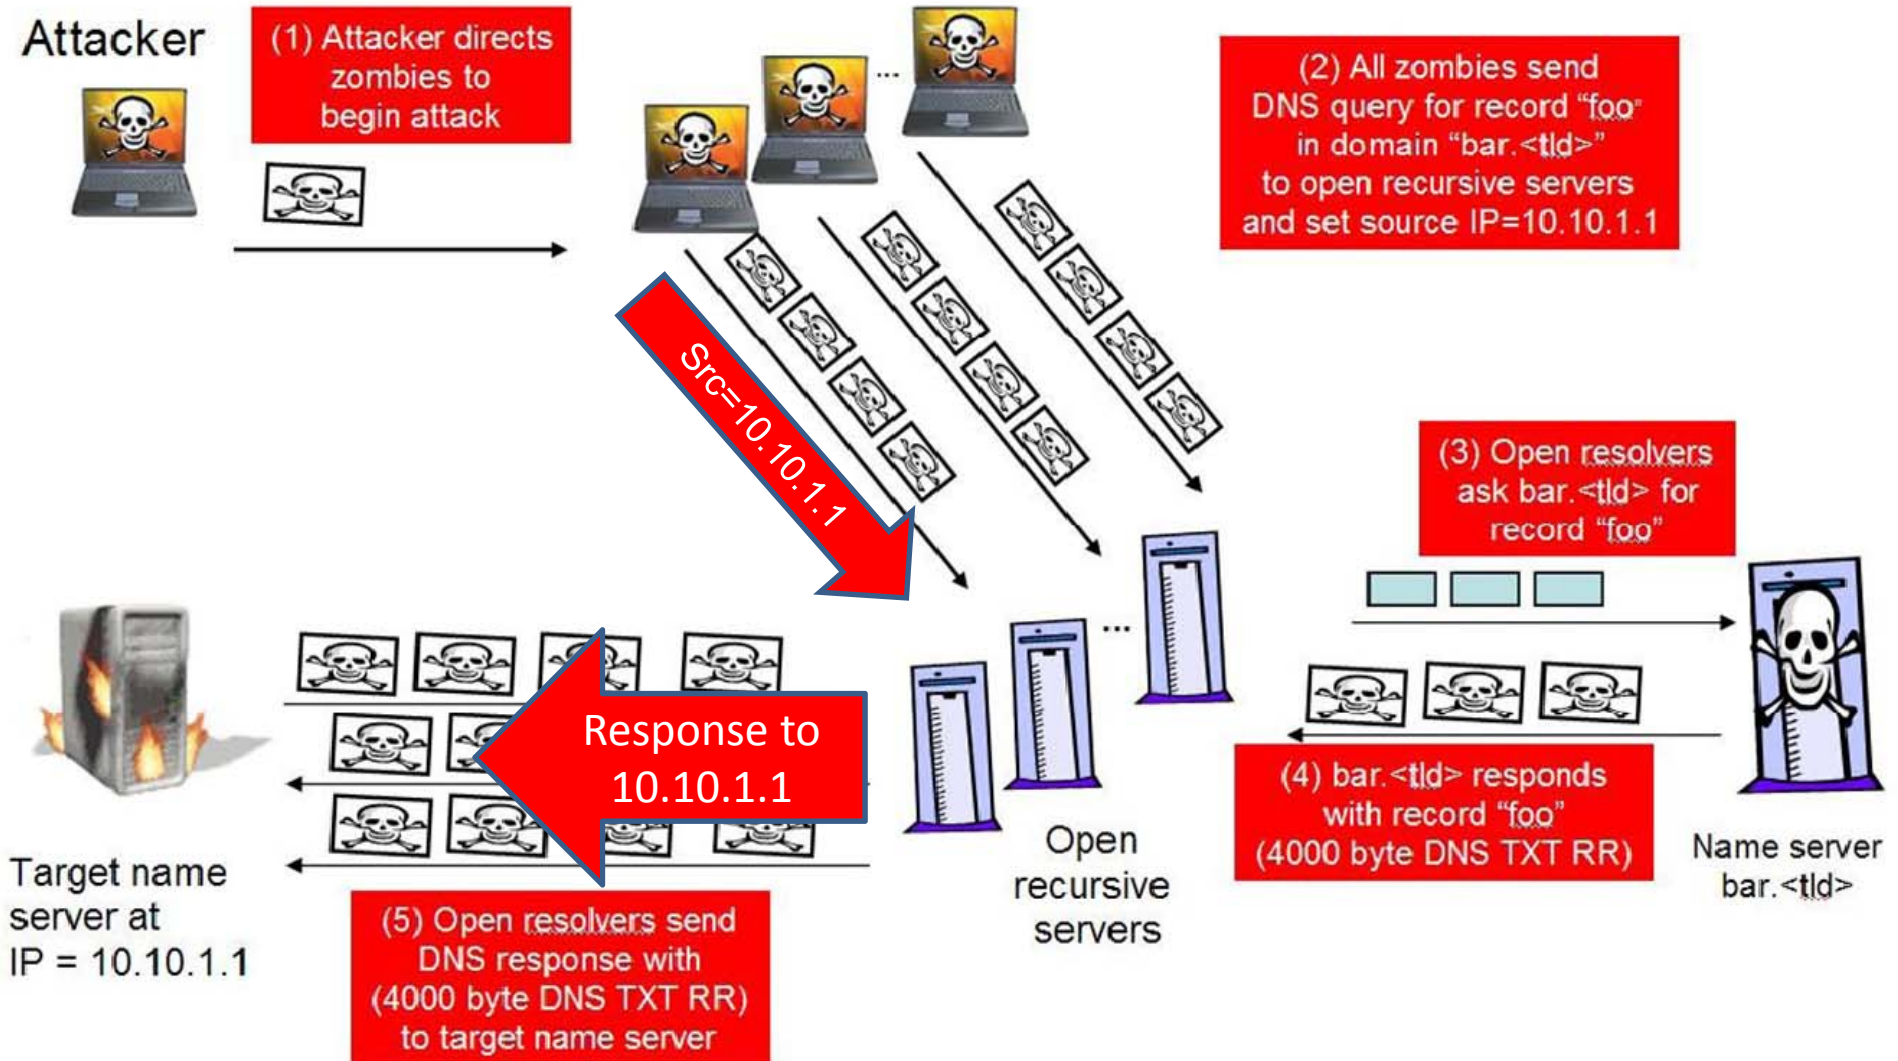 Attacker
(1) Attacker directs
zombies to
begin attack
...
(2) All zombies send
DNS query for record “foo”
in domain “bar.<tld>”
to open recursive servers
and set source IP=10.10.1.1
Src=10.10.1.1
(3) Open resolvers
ask bar.<tld> for
record “foo”
...
Response to
10.10.1.1
(4) bar.<tld> responds
with record “foo”
(4000 byte DNS TXT RR)
Open
recursive
servers
Name server
bar.<tld>
Target name
server at
IP = 10.10.1.1
(5) Open resolvers send
DNS response with
(4000 byte DNS TXT RR)
to target name server